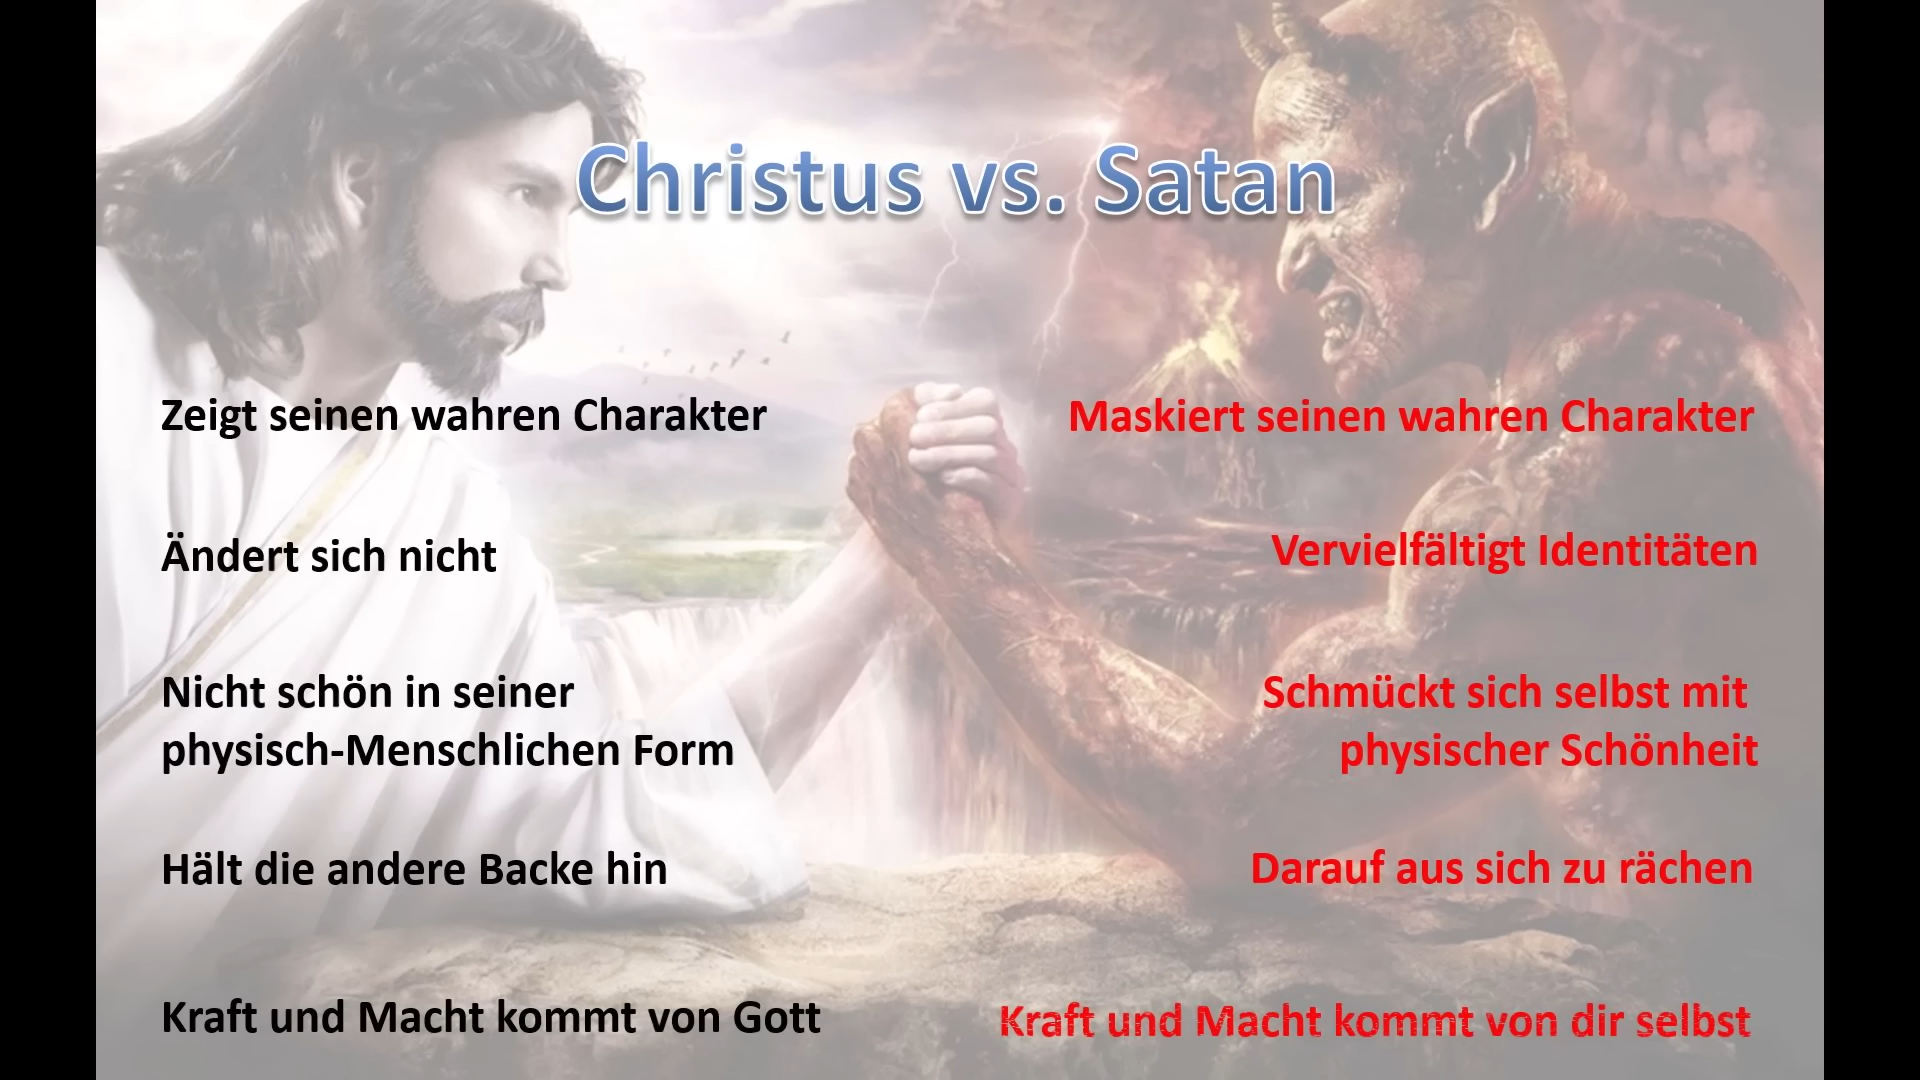 Christus vs. Satan
Zeigt seinen wahren Charakter
Maskiert seinen wahren Charakter
Ändert sich nicht
Vervielfältigt Identitäten
Nicht schön in seiner
physisch-Menschlichen Form
Schmückt sich selbst mit
physischer Schönheit
Hält die andere Backe hin
Darauf aus sich zu rächen
Kraft und Macht kommt von Gott
Kraft und Macht kommt von dir selbst